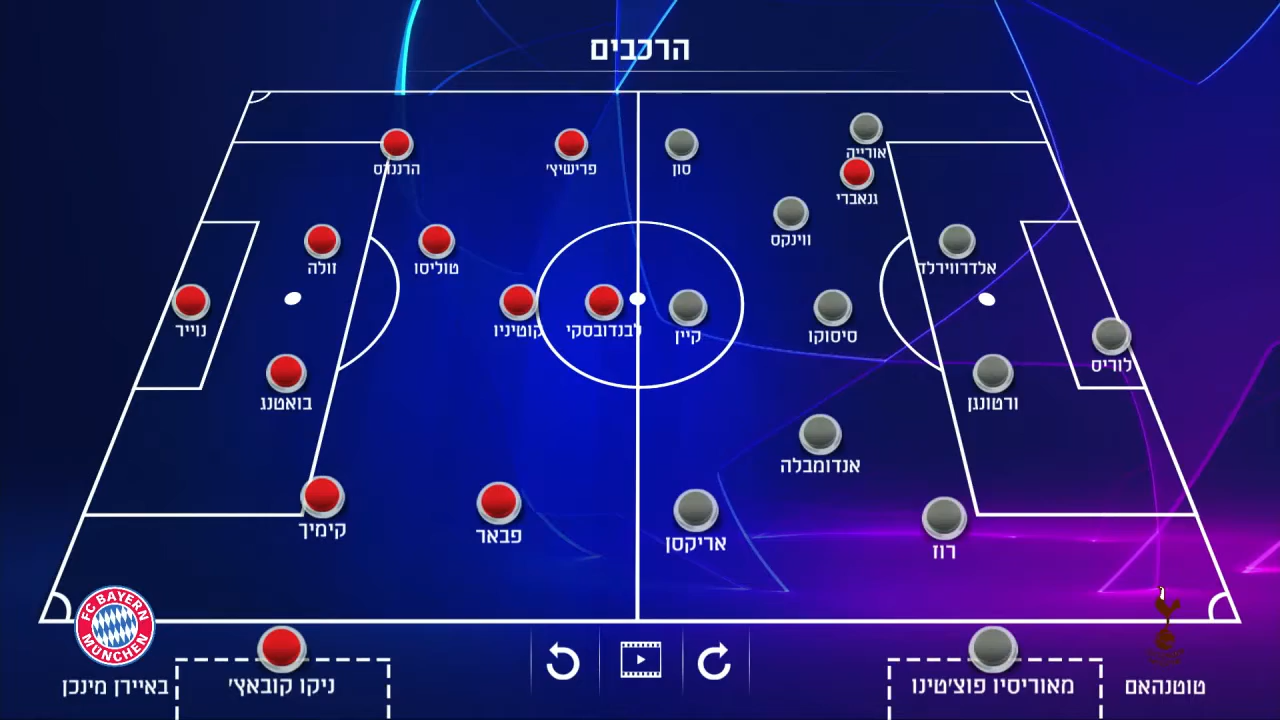 הרכבים
אורייה
הרננדס
פרישיץ'
סון
גנאברי
ווינקס
זולה
טוליסו
אלדרווירלד
נוייר
קוטיניו
לבנדובסקי
קיין
סיסוקו
לוריס
בואטנג
ורטונגן
אנדומבלה
קימיך
פבאר
אריקסן
רוז
FC BAYERN
MÜNCHEN
באיירן מינכן
ניקו קובאץ'
מאוריסיו פוצ'טינו
טוטנהאם